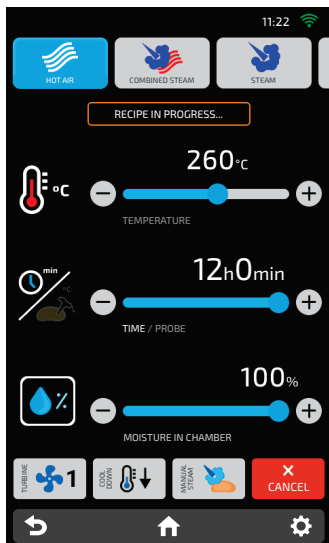 11:22
HOT AIR
COMBINED STEAM
STEAM
RECIPE IN PROGRESS...
260°C
°C
TEMPERATURE
12h0min
min
°C
TIME / PROBE
100%
%
MOISTURE IN CHAMBER
TURBINE
1
COOL
DOWN
MANUAL
STEAM
CANCEL